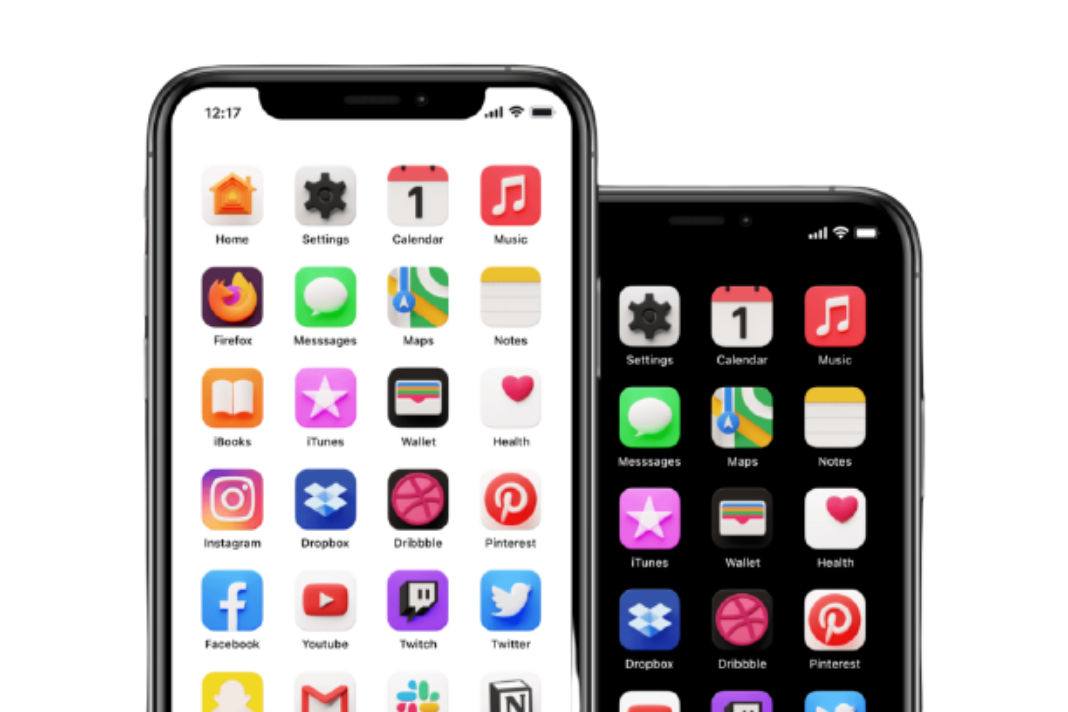 12:17
Home Settings Calendar Music
1
Firefox Messsages Maps Notes
iBooks iTunes Wallet Health
Instagram Dropbox Dribbble Pinterest
Facebook Youtube Twitch Twitter
N
Settings Calendar Music
1
Messsages Maps Notes
iTunes Wallet Health
Dropbox Dribbble Pinterest